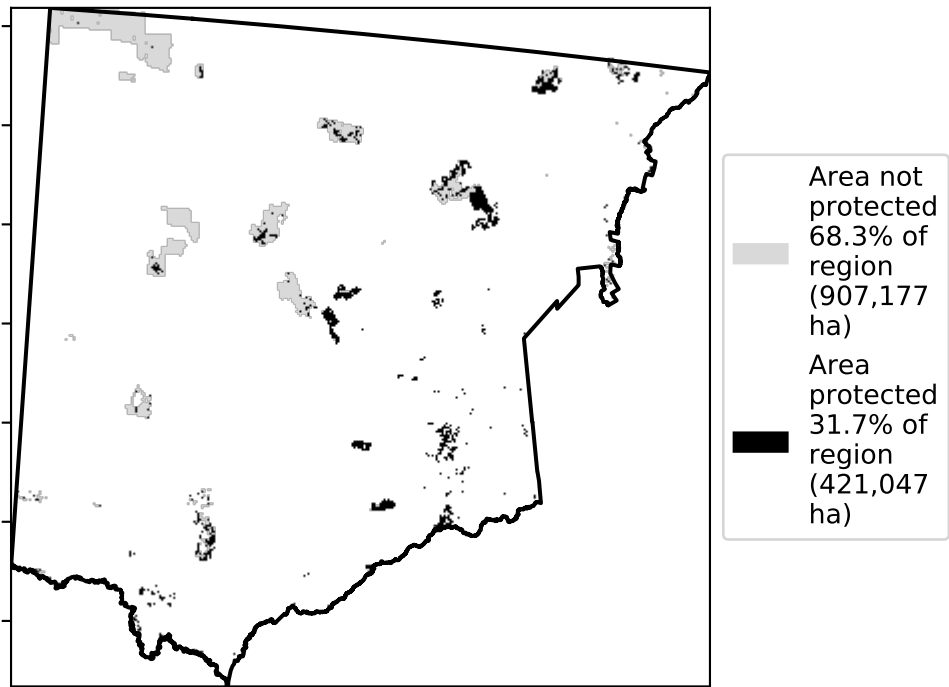 Area not
protected
68.3% of
region
(907,177
ha)
Area
protected
31.7% of
region
(421,047
ha)